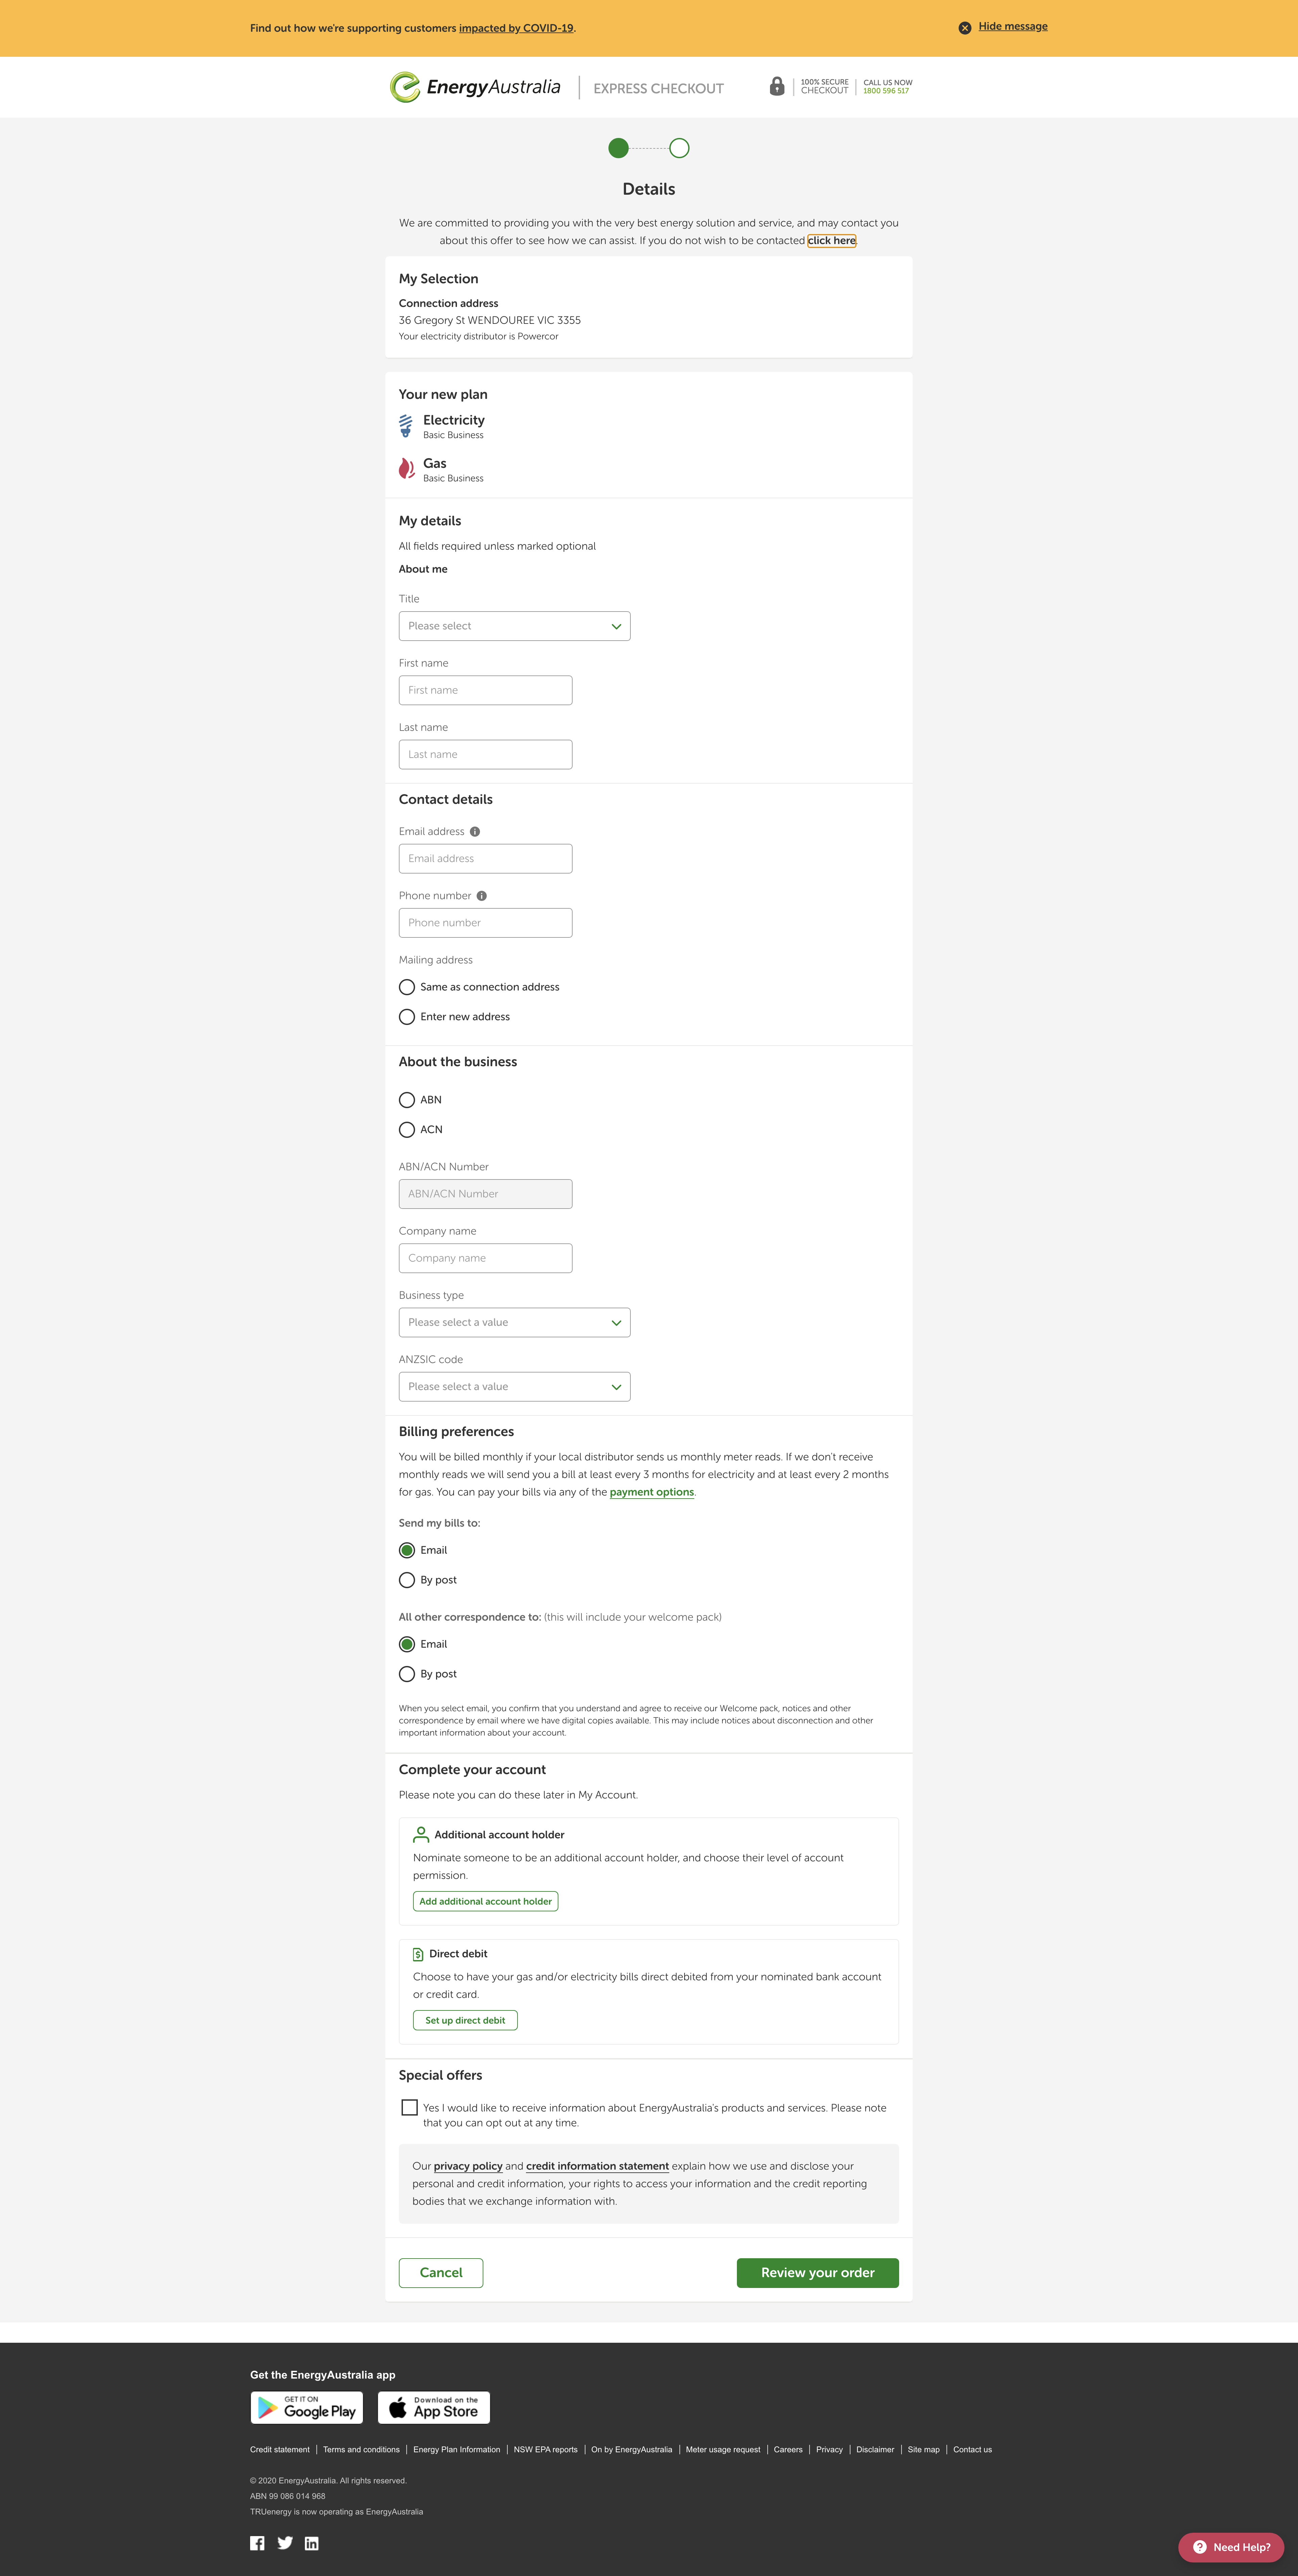 Find out how we're supporting customers impacted by COVID-19.
Hide message
EnergyAustralia
EXPRESS CHECKOUT
100% SECURE
CHECKOUT
CALL US NOW
1800 596 517
Details
We are committed to providing you with the very best energy solution and service, and may contact you
about this offer to see how we can assist. If you do not wish to be contacted click here.
My Selection
Connection address
36 Gregory St WENDOUREE VIC 3355
Your electricity distributor is Powercor
Your new plan
Electricity
Basic Business
Gas
Basic Business
My details
All fields required unless marked optional
About me
Title
Please select
First name
First name
Last name
Last name
Contact details
Email address
Email address
Phone number
Phone number
Mailing address
Same as connection address
Enter new address
About the business
ABN
ACN
ABN/ACN Number
ABN/ACN Number
Company name
Company name
Business type
Please select a value
ANZSIC code
Please select a value
Billing preferences
You will be billed monthly if your local distributor sends us monthly meter reads. If we don't receive
monthly reads we will send you a bill at least every 3 months for electricity and at least every 2 months
for gas. You can pay your bills via any of the payment options.
Send my bills to:
Email
By post
All other correspondence to: (this will include your welcome pack)
Email
By post
When you select email, you confirm that you understand and agree to receive our Welcome pack, notices and other
correspondence by email where we have digital copies available. This may include notices about disconnection and other
important information about your account.
Complete your account
Please note you can do these later in My Account.
Additional account holder
Nominate someone to be an additional account holder, and choose their level of account
permission.
Add additional account holder
Direct debit
Choose to have your gas and/or electricity bills direct debited from your nominated bank account
or credit card.
Set up direct debit
Special offers
Yes I would like to receive information about EnergyAustralia's products and services. Please note
that you can opt out at any time.
Our privacy policy and credit information statement explain how we use and disclose your
personal and credit information, your rights to access your information and the credit reporting
bodies that we exchange information with.
Cancel
Review your order
Get the EnergyAustralia app
GET IT ON
Google Play
Download on the
App Store
Credit statement | Terms and conditions | Energy Plan Information | NSW EPA reports | On by EnergyAustralia | Meter usage request | Careers | Privacy | Disclaimer | Site map | Contact us
© 2020 EnergyAustralia. All rights reserved.
ABN 99 086 014 968
TRUenergy is now operating as EnergyAustralia
Need Help?